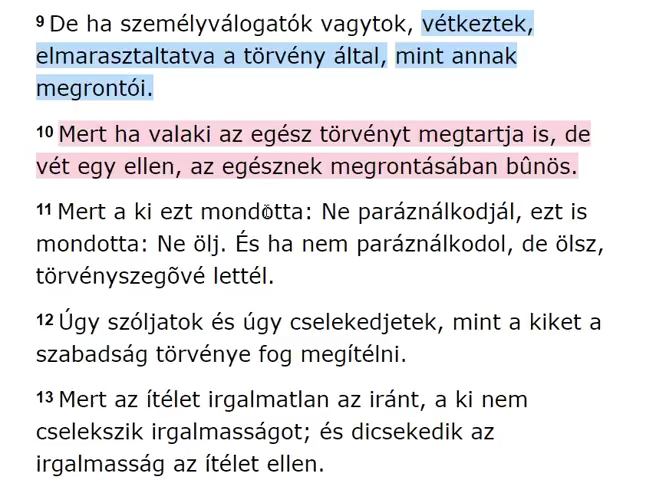 9 De ha személyválogatók vagytok, vétkeztek,
elmarasztaltatva a törvény által, mint annak
megrontói.
10 Mert ha valaki az egész törvényt megtartja is, de
vét egy ellen, az egésznek megrontásában bûnös.
11 Mert a ki ezt mondotta: Ne paráználkodjál, ezt is
mondotta: Ne ölj. És ha nem paráználkodol, de ölsz,
törvényszegõvé lettél.
12 Úgy szóljatok és úgy cselekedjetek, mint a kiket a
szabadság törvénye fog megítélni.
13 Mert az ítélet irgalmatlan az iránt, a ki nem
cselekszik irgalmasságot; és dicsekedik az
irgalmasság az ítélet ellen.